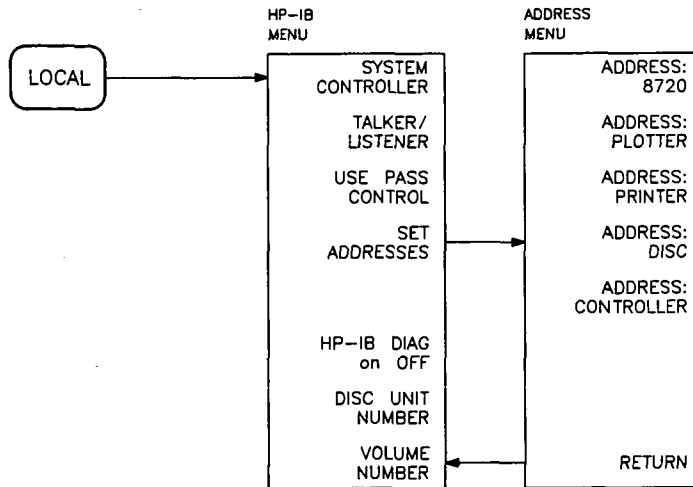 HP-IB
MENU
ADDRESS
MENU
LOCAL
SYSTEM
CONTROLLER
TALKER/
LISTENER
USE PASS
CONTROL
SET
ADDRESSES
HP-IB DIAG
on OFF
DISC UNIT
NUMBER
VOLUME
NUMBER
ADDRESS:
8720
ADDRESS:
PLOTTER
ADDRESS:
PRINTER
ADDRESS:
DISC
ADDRESS:
CONTROLLER
RETURN